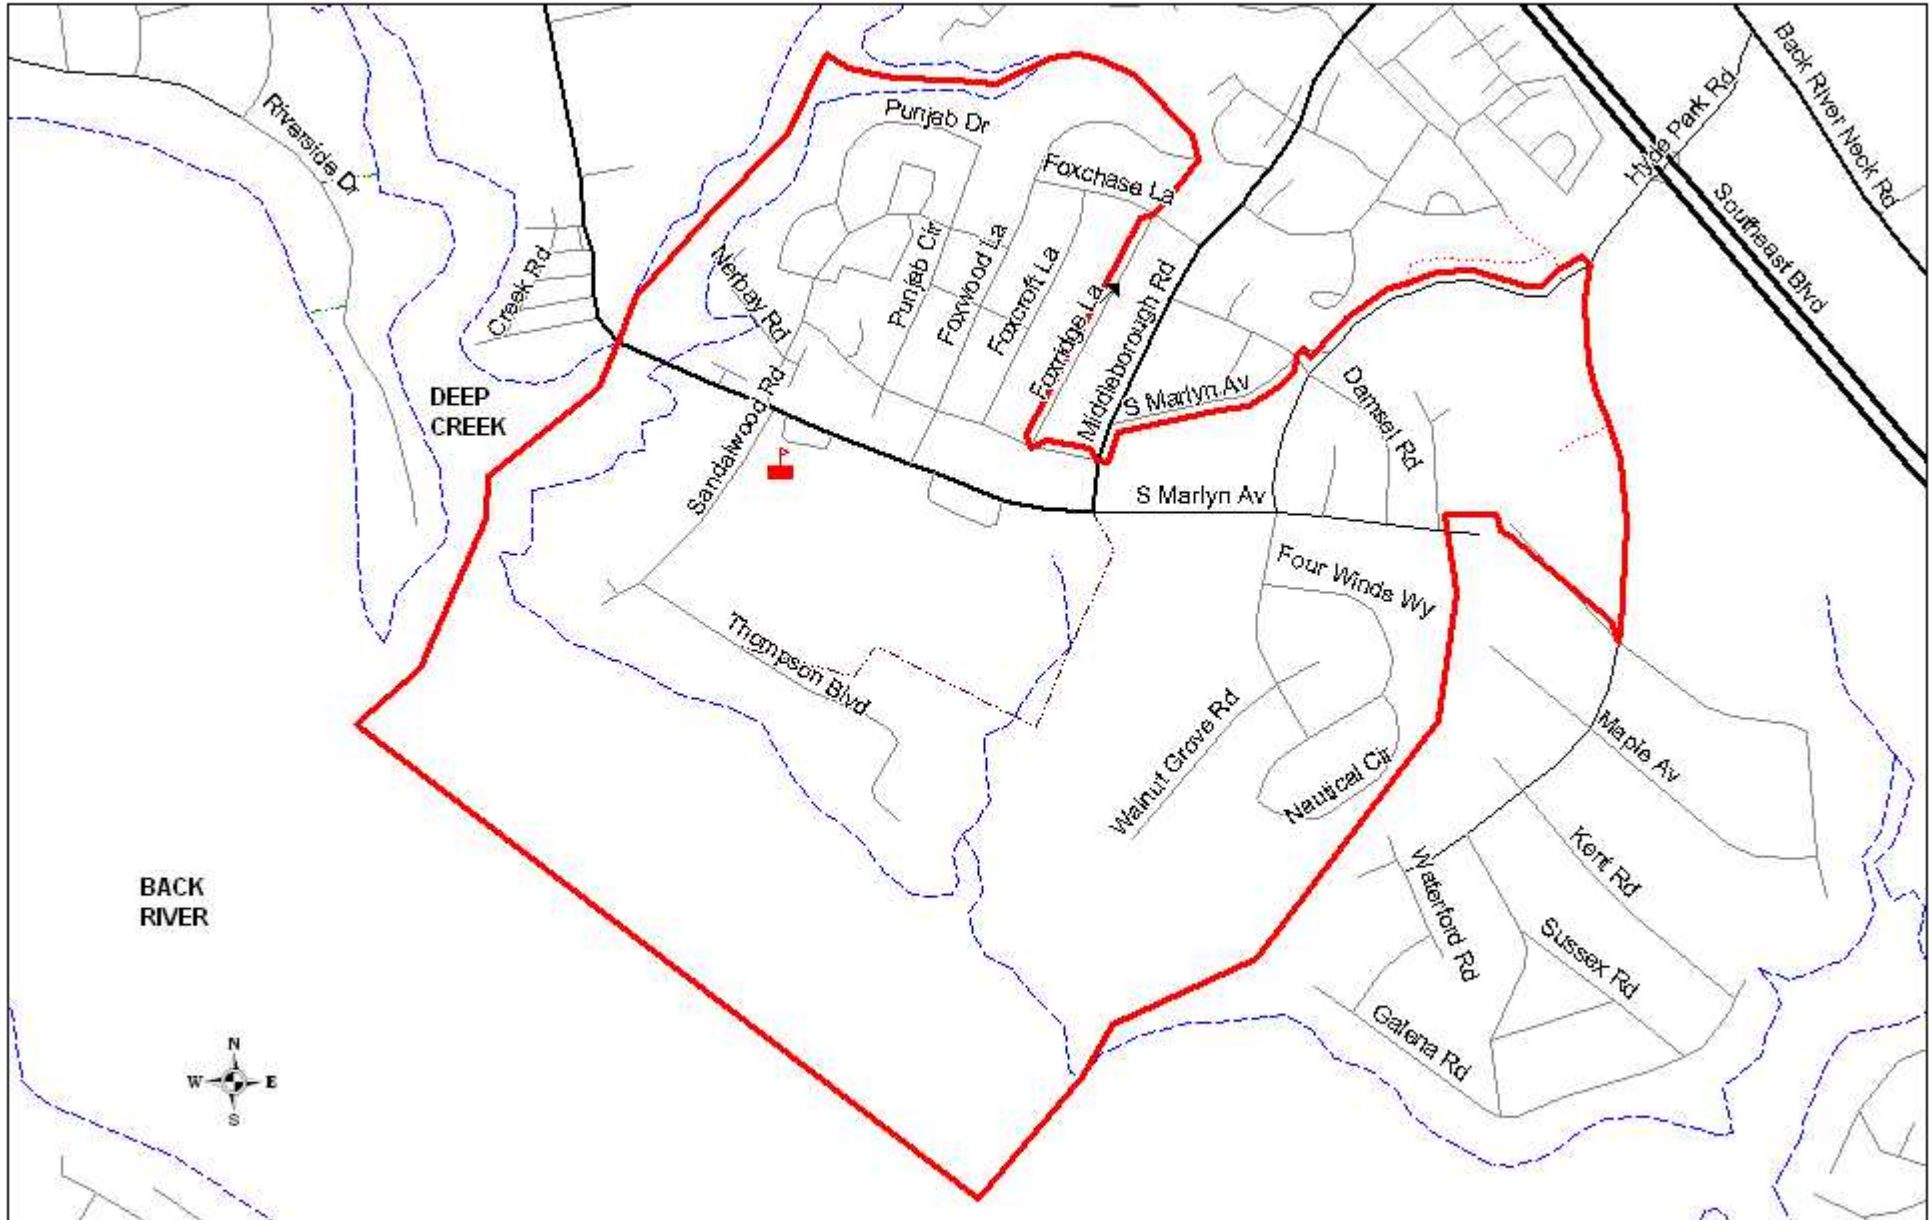 Back River Neck Rd
Hyde Park Rd
Riverside Dr
Punjab Dr
Foxchase La
Southeast Blvd
Creek Rd
Nerbay Rd
Punjab Cir
Foxwood La
Foxcroft La
Foxridge La
Middleborough Rd
DEEP
CREEK
S Marlyn Av
Damsel Rd
Sandalwood Rd
S Marlyn Av
Four Winds Wy
Thompson Blvd
Walnut Grove Rd
Nautical Cir
Maple Av
BACK
RIVER
Kent Rd
Waterford Rd
Sussex Rd
Galena Rd
N
W E
S